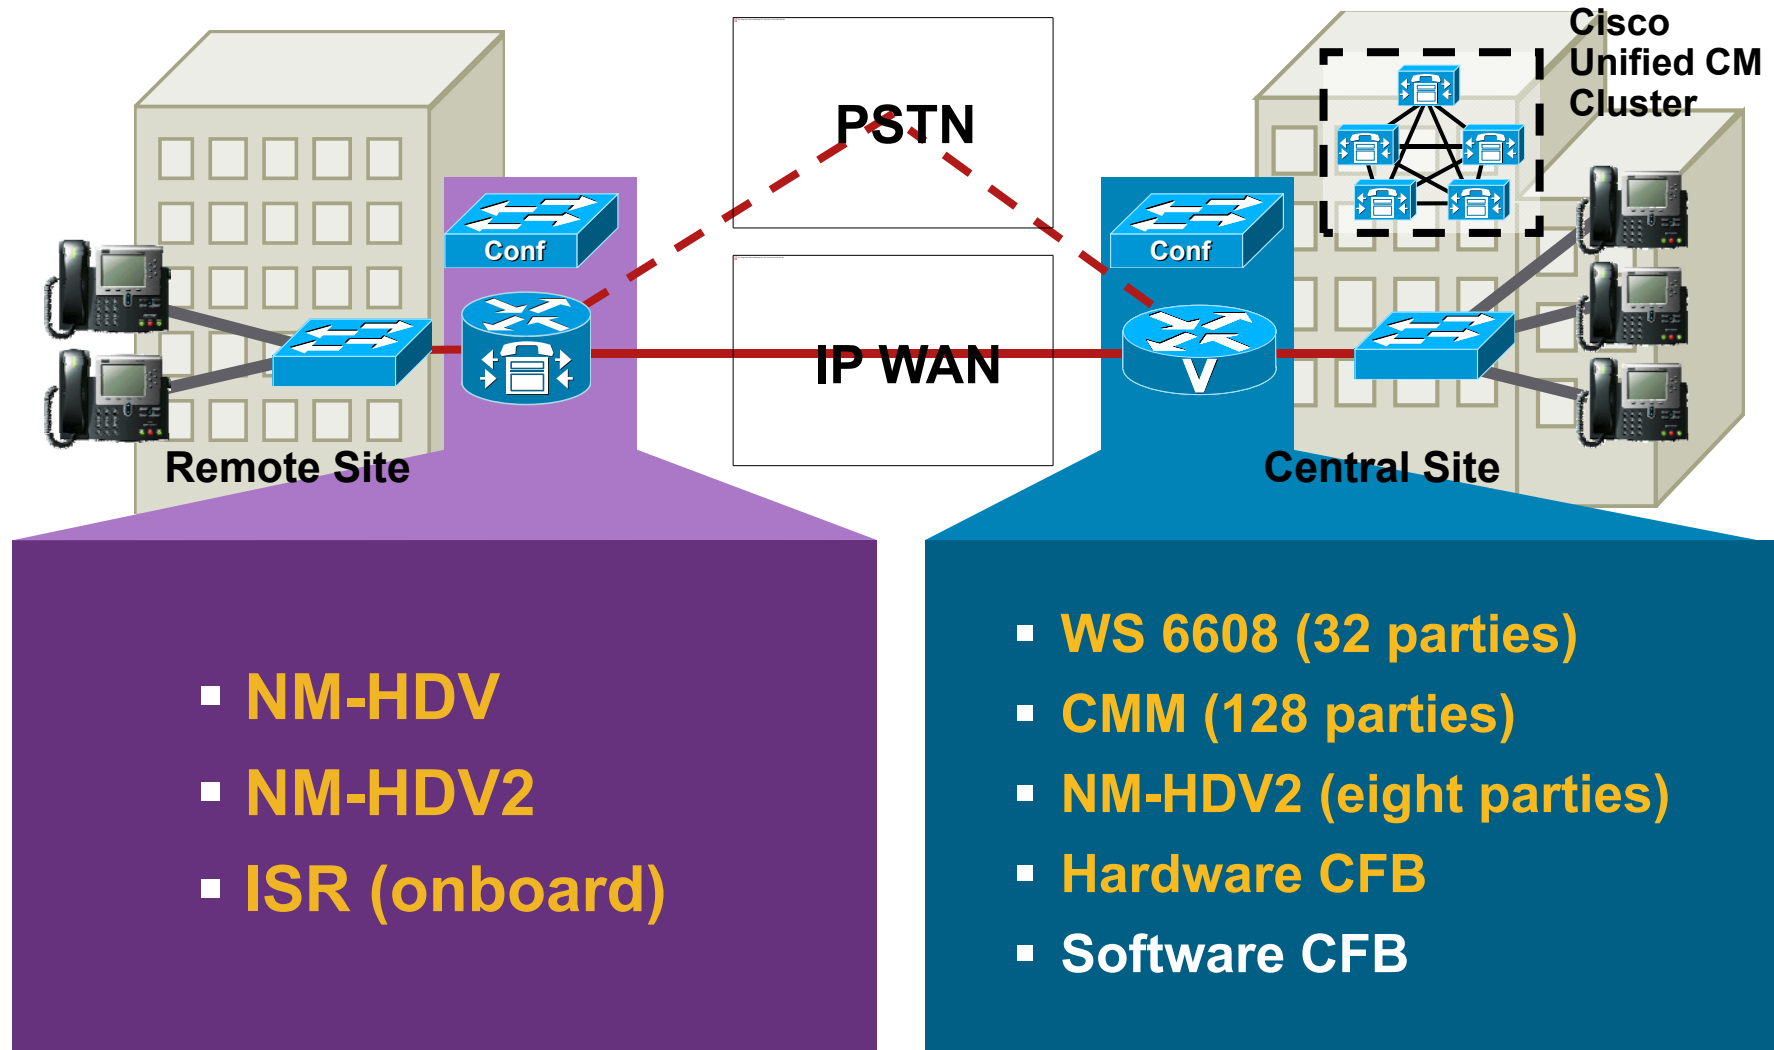 Cisco
Unified CM
Cluster
PSTN
Conf
Conf
IP WAN
V
Remote Site
Central Site
NM-HDV
NM-HDV2
ISR (onboard)
WS 6608 (32 parties)
CMM (128 parties)
NM-HDV2 (eight parties)
Hardware CFB
Software CFB